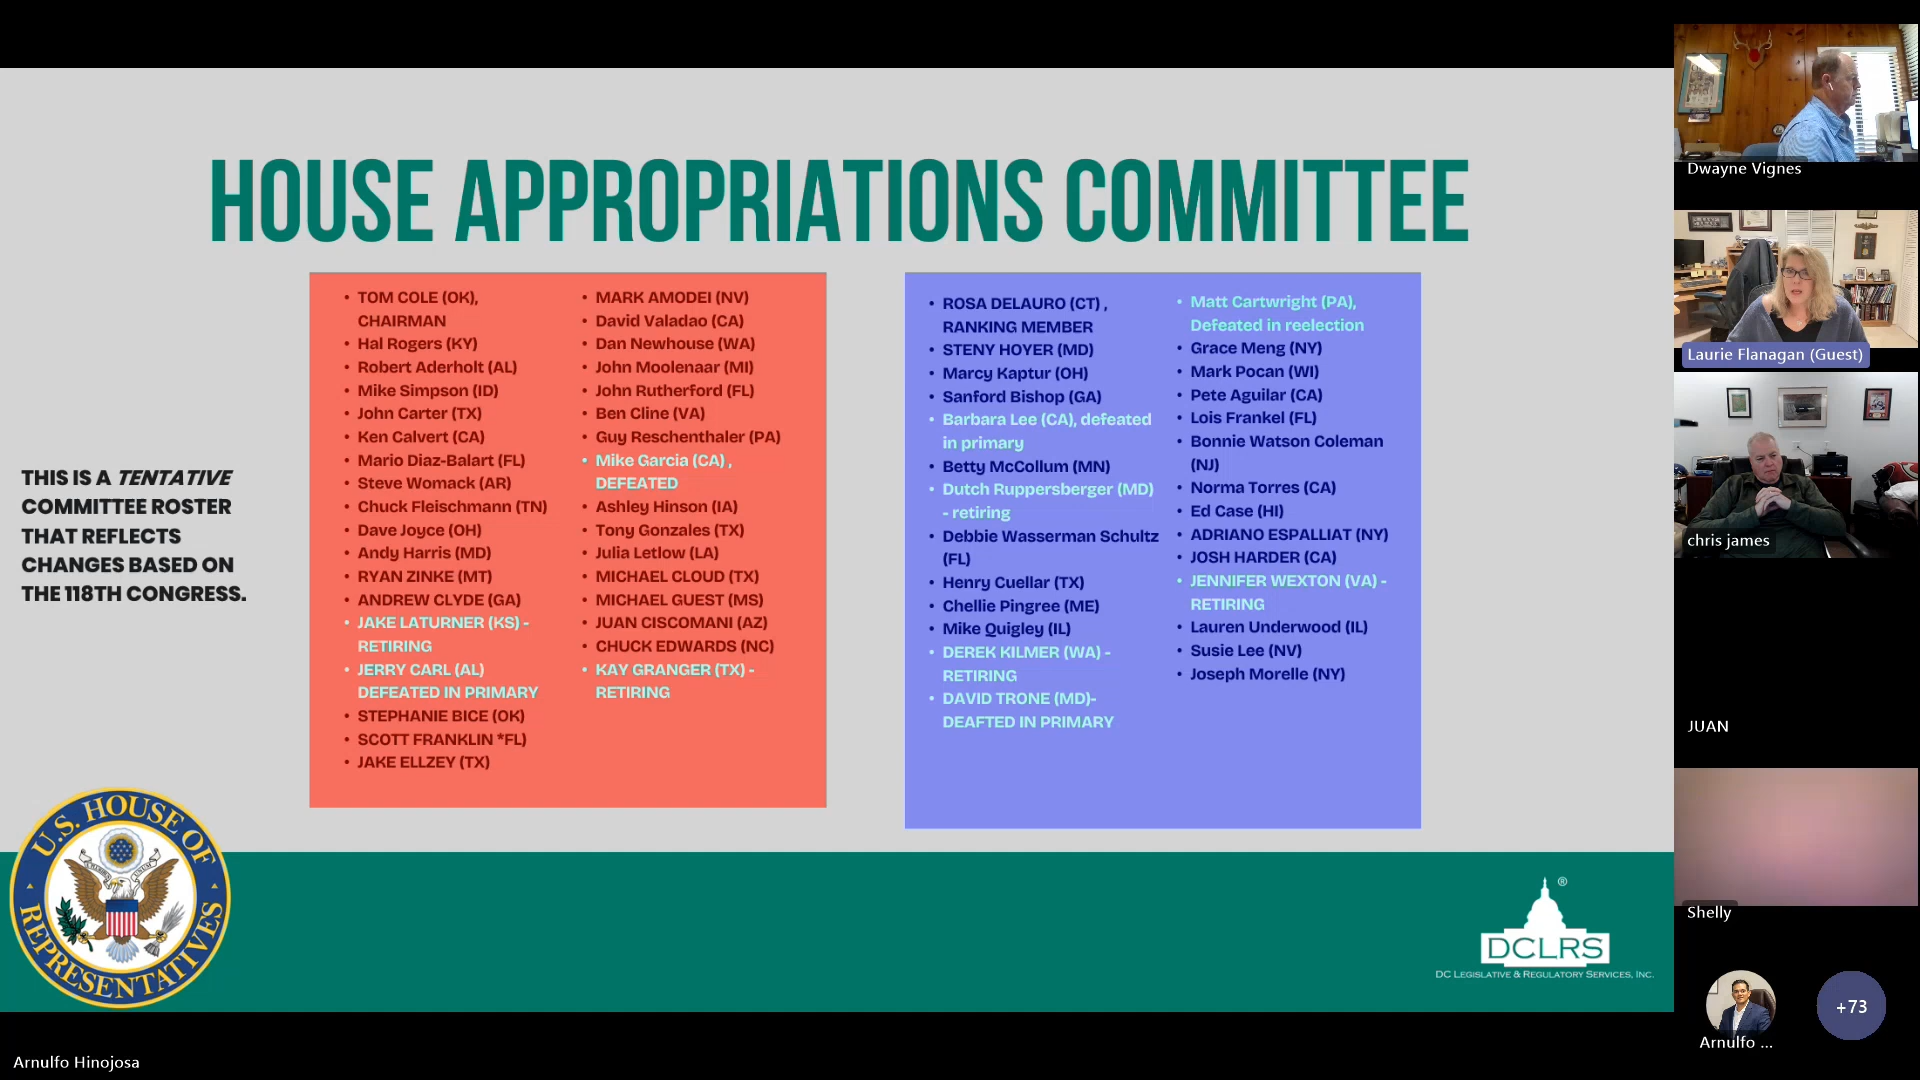 HOUSE APPROPRIATIONS COMMITTEE
THIS IS A TENTATIVE
COMMITTEE ROSTER
THAT REFLECTS
CHANGES BASED ON
THE 118TH CONGRESS.
• TOM COLE (OK),
CHAIRMAN
• Hal Rogers (KY)
• Robert Aderholt (AL)
• Mike Simpson (ID)
• John Carter (TX)
• Ken Calvert (CA)
• Mario Diaz-Balart (FL)
• Steve Womack (AR)
• Chuck Fleischmann (TN)
• Dave Joyce (OH)
• Andy Harris (MD)
• RYAN ZINKE (MT)
• ANDREW CLYDE (GA)
• JAKE LATURNER (KS) -
RETIRING
• JERRY CARL (AL)
DEFEATED IN PRIMARY
• STEPHANIE BICE (OK)
• SCOTT FRANKLIN *FL)
• JAKE ELLZEY (TX)
• MARK AMODEI (NV)
• David Valadao (CA)
• Dan Newhouse (WA)
• John Moolenaar (MI)
• John Rutherford (FL)
• Ben Cline (VA)
• Guy Reschenthaler (PA)
• Mike Garcia (CA) ,
DEFEATED
• Ashley Hinson (IA)
• Tony Gonzales (TX)
• Julia Letlow (LA)
• MICHAEL CLOUD (TX)
• MICHAEL GUEST (MS)
• JUAN CISCOMANI (AZ)
• CHUCK EDWARDS (NC)
• KAY GRANGER (TX) -
RETIRING
• ROSA DELAURO (CT) ,
RANKING MEMBER
• STENY HOYER (MD)
• Marcy Kaptur (OH)
• Sanford Bishop (GA)
• Barbara Lee (CA), defeated
in primary
• Betty McCollum (MN)
• Dutch Ruppersberger (MD)
- retiring
• Debbie Wasserman Schultz
(FL)
• Henry Cuellar (TX)
• Chellie Pingree (ME)
• Mike Quigley (IL)
• DEREK KILMER (WA) -
RETIRING
• DAVID TRONE (MD)-
DEAFTED IN PRIMARY
• Matt Cartwright (PA),
Defeated in reelection
• Grace Meng (NY)
• Mark Pocan (WI)
• Pete Aguilar (CA)
• Lois Frankel (FL)
• Bonnie Watson Coleman
(NJ)
• Norma Torres (CA)
• Ed Case (HI)
• ADRIANO ESPALLIAT (NY)
• JOSH HARDER (CA)
• JENNIFER WEXTON (VA) -
RETIRING
• Lauren Underwood (IL)
• Susie Lee (NV)
• Joseph Morelle (NY)
U.S. HOUSE OF
REPRESENTATIVES
®
DCLRS
DC LEGISLATIVE & REGULATORY SERVICES, INC.
Arnulfo Hinojosa
Dwayne Vignes
Laurie Flanagan (Guest)
chris james
JUAN
Shelly
Arnulfo ...
+73